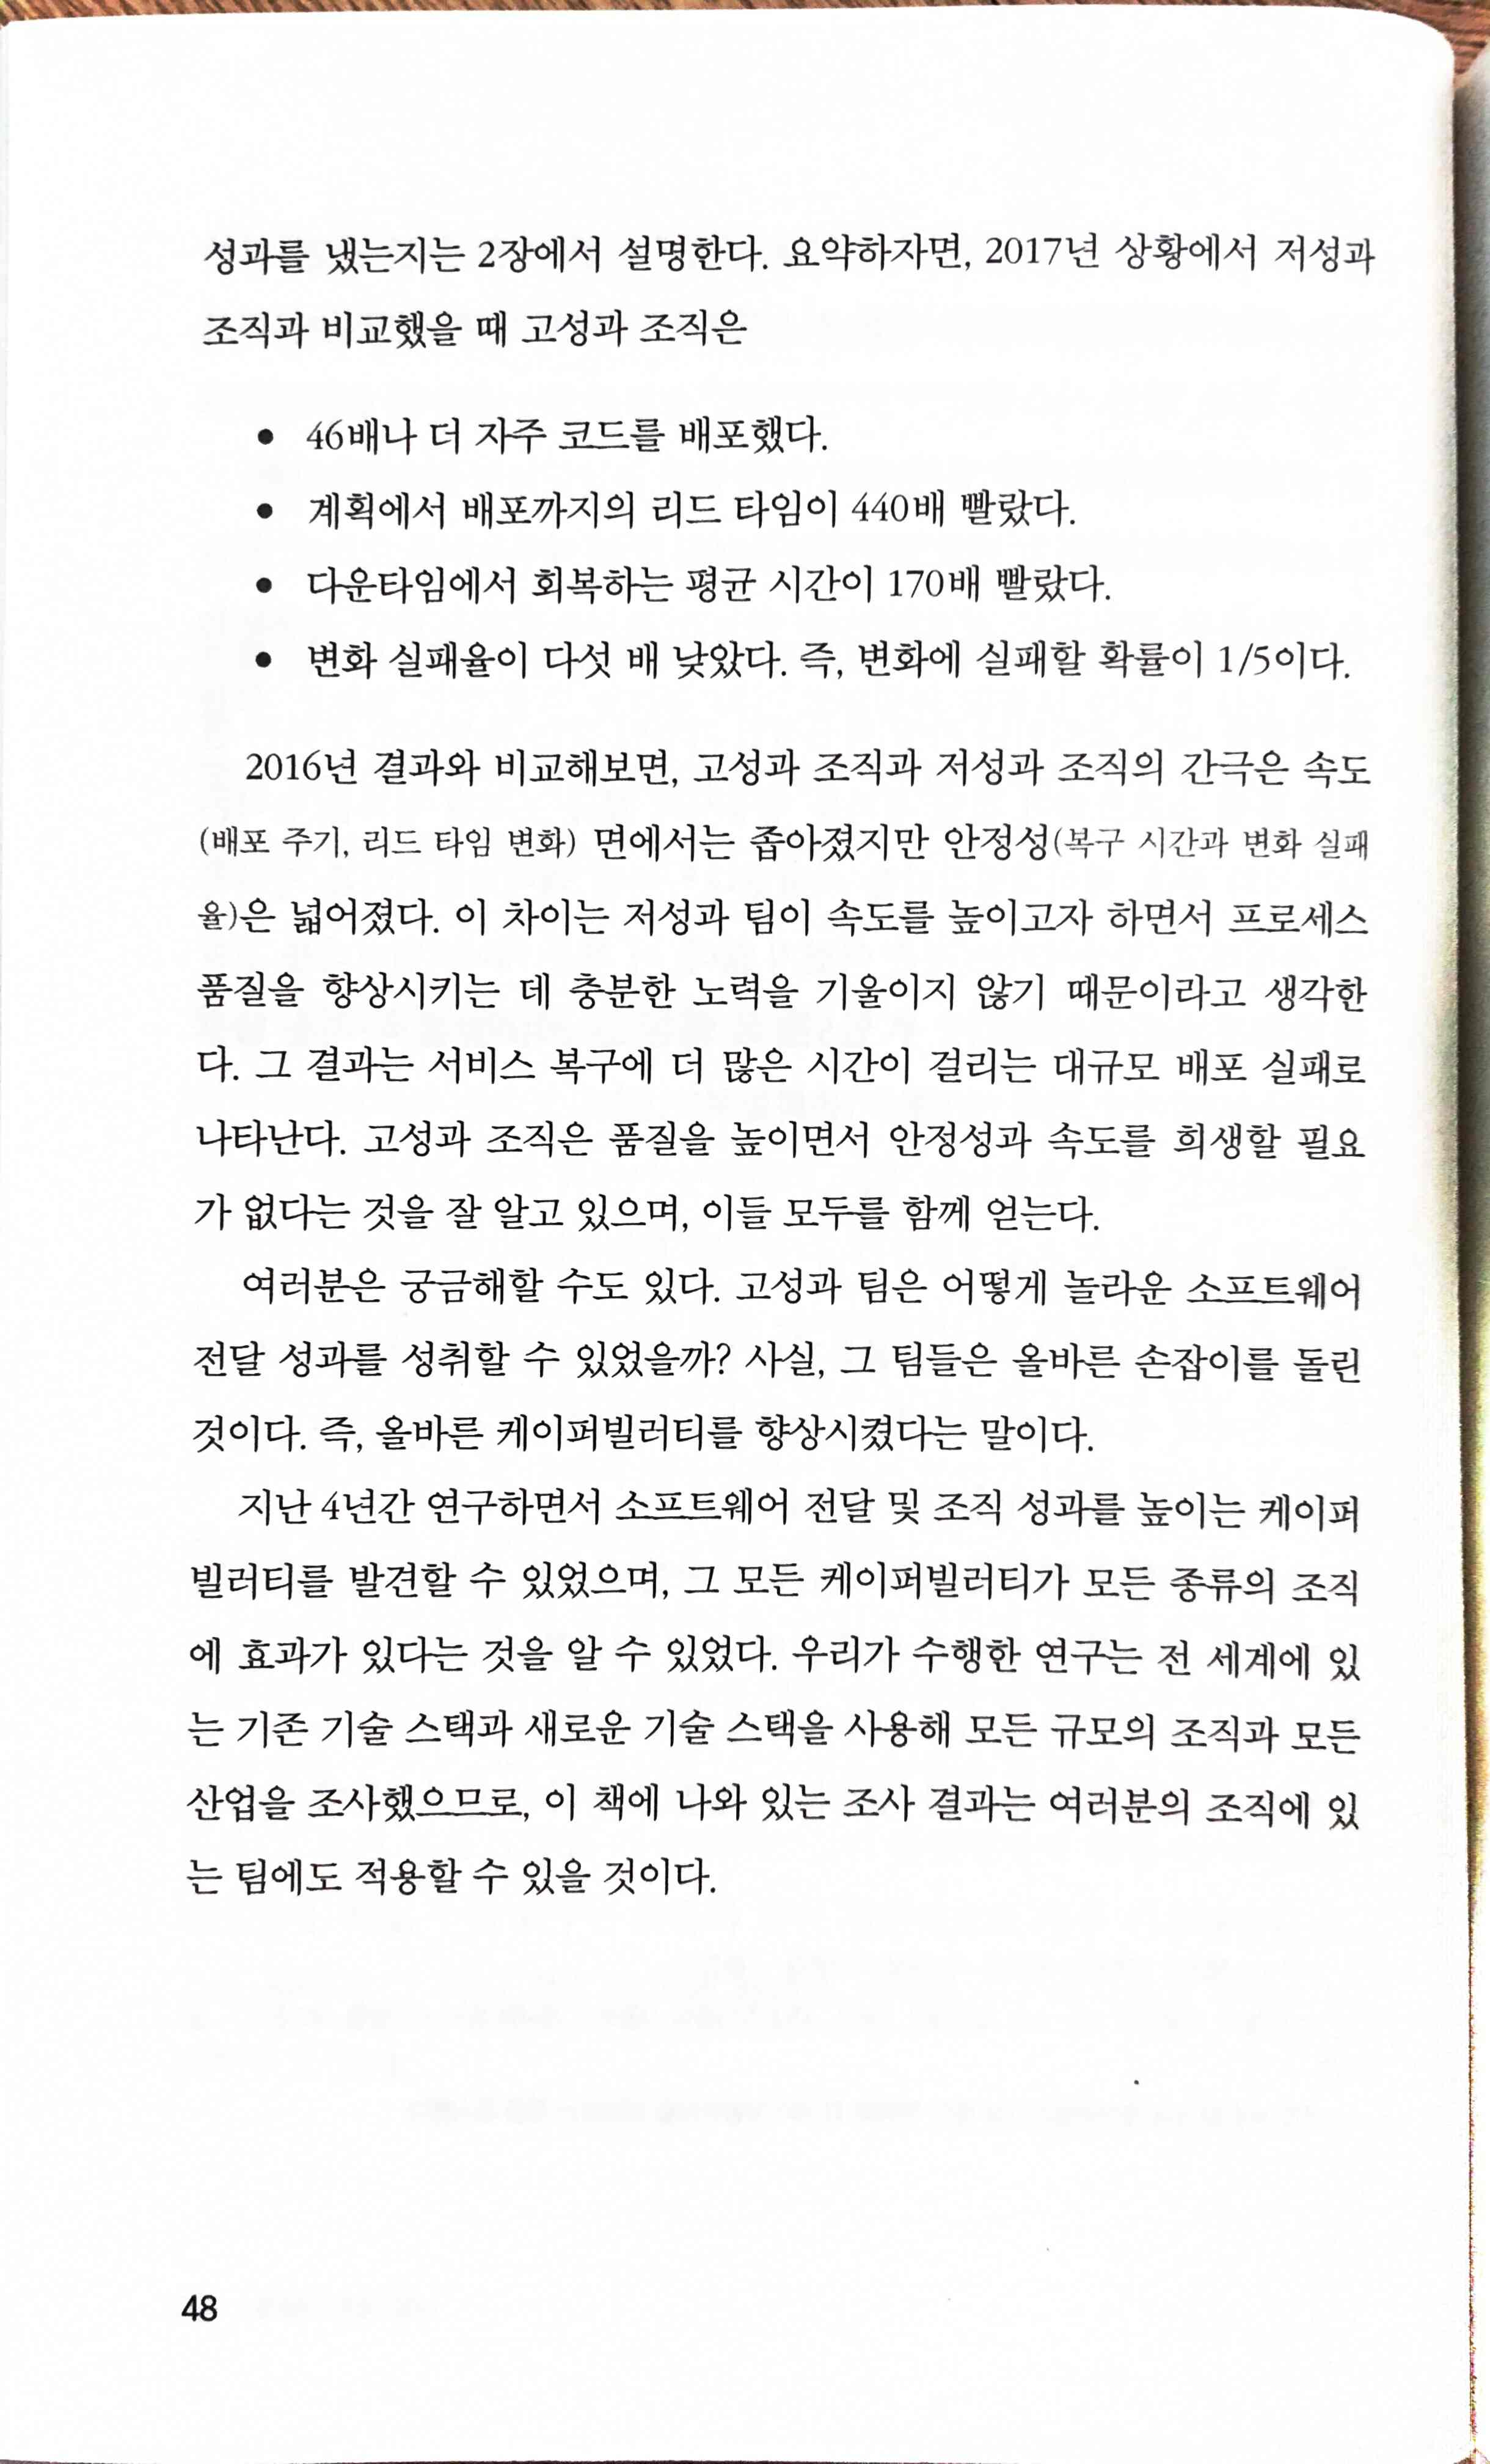 성과를 냈는지는 2장에서 설명한다. 요약하자면, 2017년 상황에서 저성과
조직과 비교했을 때 고성과 조직은
• 46배나 더 자주 코드를 배포했다.
• 계획에서 배포까지의 리드 타임이 440배 빨랐다.
• 다운타임에서 회복하는 평균 시간이 170배 빨랐다.
• 변화 실패율이 다섯 배 낮았다. 즉, 변화에 실패할 확률이 1/5이다.
2016년 결과와 비교해보면, 고성과 조직과 저성과 조직의 간극은 속도
(배포 주기, 리드 타임 변화) 면에서는 좁아졌지만 안정성(복구 시간과 변화 실패
율)은 넓어졌다. 이 차이는 저성과 팀이 속도를 높이고자 하면서 프로세스
품질을 향상시키는 데 충분한 노력을 기울이지 않기 때문이라고 생각한
다. 그 결과는 서비스 복구에 더 많은 시간이 걸리는 대규모 배포 실패로
나타난다. 고성과 조직은 품질을 높이면서 안정성과 속도를 희생할 필요
가 없다는 것을 잘 알고 있으며, 이들 모두를 함께 얻는다.
여러분은 궁금해할 수도 있다. 고성과 팀은 어떻게 놀라운 소프트웨어
전달 성과를 성취할 수 있었을까? 사실, 그 팀들은 올바른 손잡이를 돌린
것이다. 즉, 올바른 케이퍼빌러티를 향상시켰다는 말이다.
지난 4년간 연구하면서 소프트웨어 전달 및 조직 성과를 높이는 케이퍼
빌러티를 발견할 수 있었으며, 그 모든 케이퍼빌러티가 모든 종류의 조직
에 효과가 있다는 것을 알 수 있었다. 우리가 수행한 연구는 전 세계에 있
는 기존 기술 스택과 새로운 기술 스택을 사용해 모든 규모의 조직과 모든
산업을 조사했으므로, 이 책에 나와 있는 조사 결과는 여러분의 조직에 있
는 팀에도 적용할 수 있을 것이다.
48